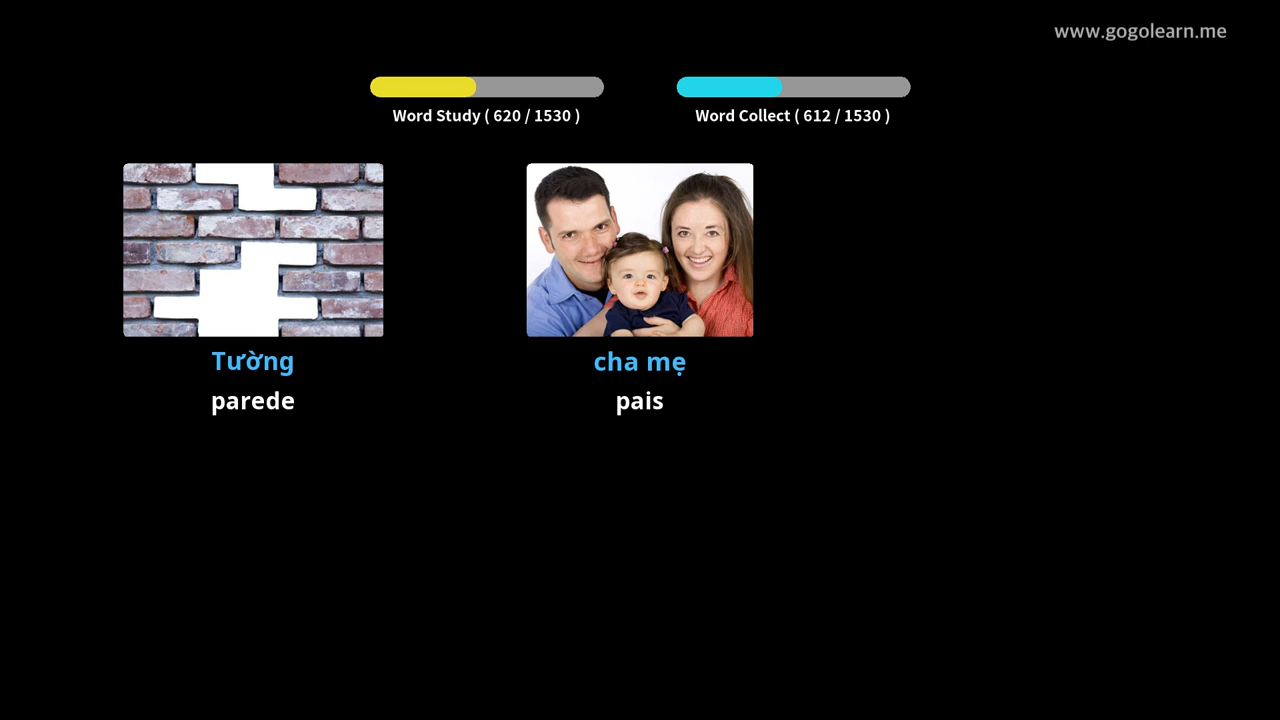 www.gogolearn.me
Word Study ( 620 / 1530 )
Word Collect ( 612 / 1530 )
Tường
parede
cha mẹ
pais